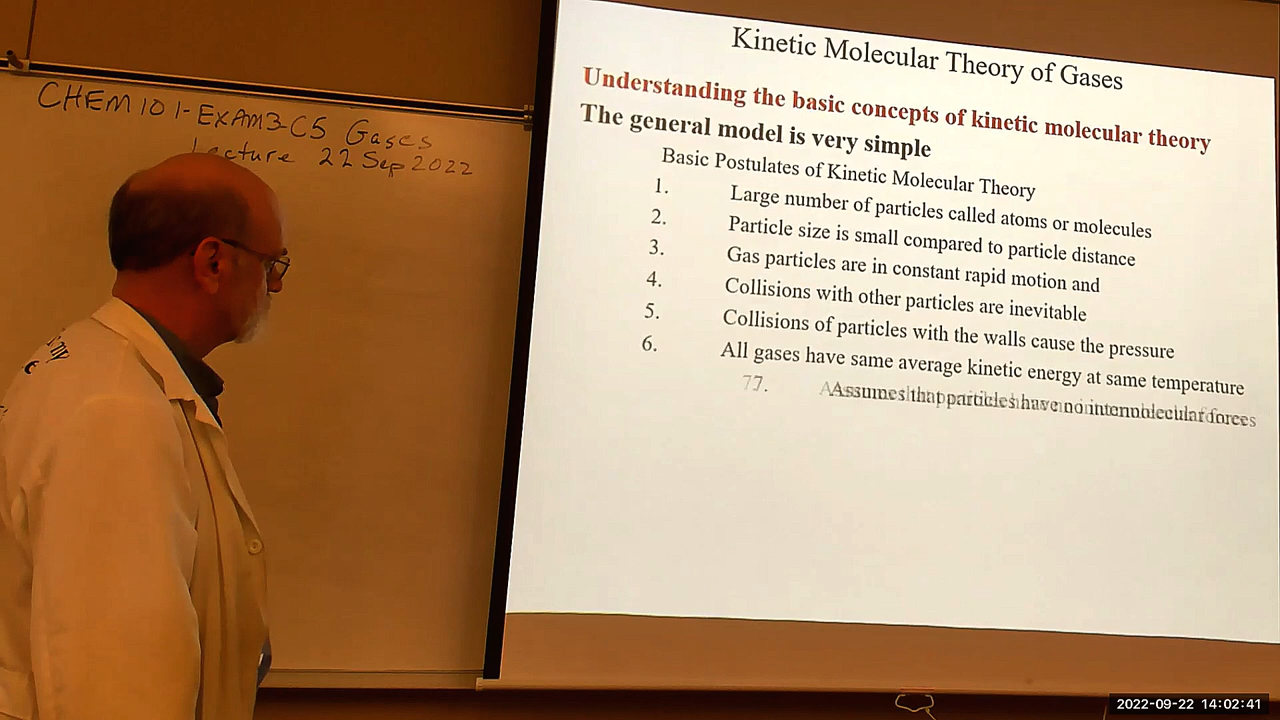 CHEM 101-EXAM3-C5 Gases
Lecture 22 Sep 2022
Kinetic Molecular Theory of Gases
Understanding the basic concepts of kinetic molecular theory
The general model is very simple
Basic Postulates of Kinetic Molecular Theory
1. Large number of particles called atoms or molecules
2. Particle size is small compared to particle distance
3. Gas particles are in constant rapid motion and
4. Collisions with other particles are inevitable
5. Collisions of particles with the walls cause the pressure
6. All gases have same average kinetic energy at same temperature
7. Assumes that particles have no intermolecular forces
2022-09-22 14:02:41